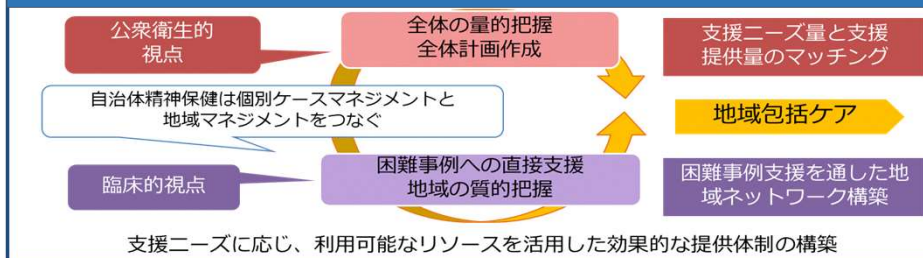 公衆衛生的
視点
全体の量的把握
全体計画作成
支援ニーズ量と支援
提供量のマッチング
自治体精神保健は個別ケースマネジメントと
地域マネジメントをつなぐ
地域包括ケア
臨床的視点
困難事例への直接支援
地域の質的把握
困難事例支援を通した地
域ネットワーク構築
支援ニーズに応じ、利用可能なリソースを活用した効果的な提供体制の構築